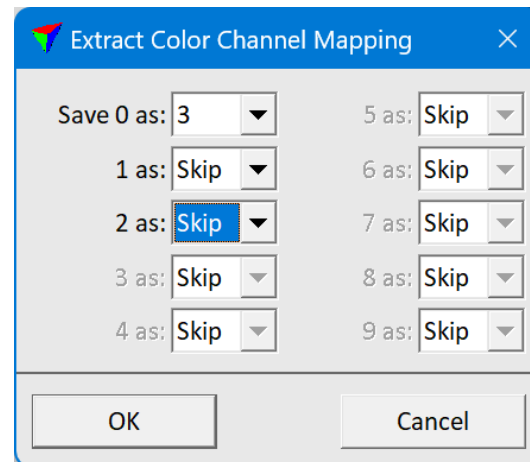 Extract Color Channel Mapping
Save 0 as: 3
1 as: Skip
2 as: Skip
3 as: Skip
4 as: Skip
5 as: Skip
6 as: Skip
7 as: Skip
8 as: Skip
9 as: Skip
OK
Cancel